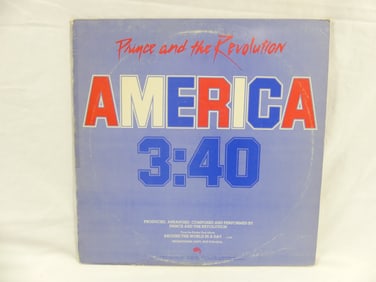 Prince and the Revolution
AMERICA
3:40
PRODUCED, ARRANGED, COMPOSED AND PERFORMED BY
PRINCE AND THE REVOLUTION
AROUND THE WORLD IN A DAY